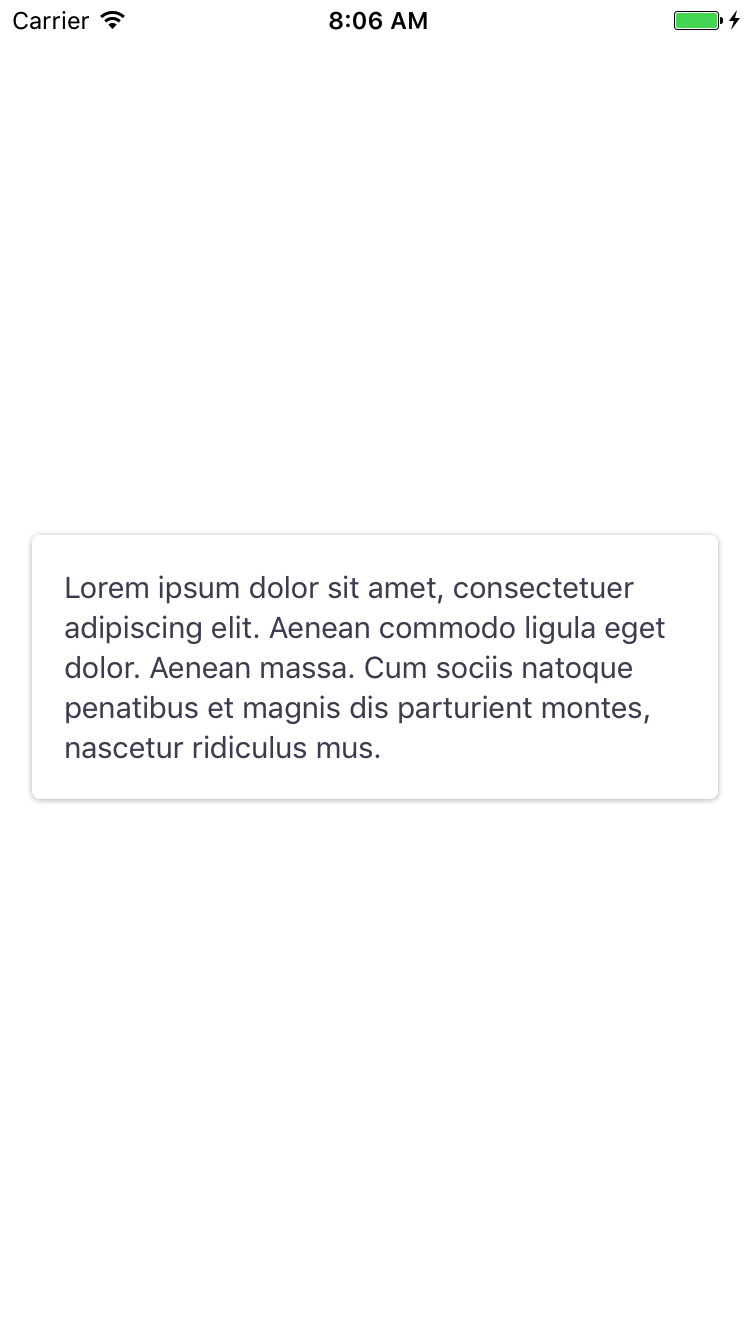 Carrier 8:06 AM
Lorem ipsum dolor sit amet, consectetuer
adipiscing elit. Aenean commodo ligula eget
dolor. Aenean massa. Cum sociis natoque
penatibus et magnis dis parturient montes,
nascetur ridiculus mus.